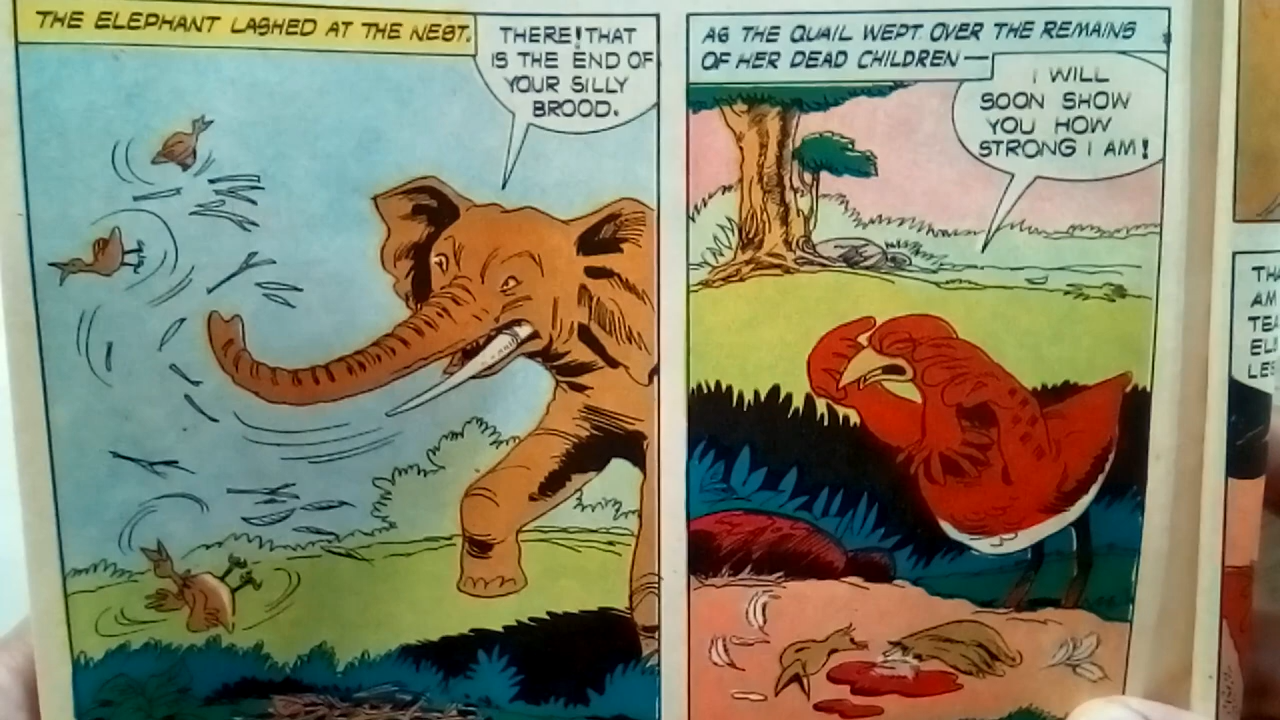 THE ELEPHANT LASHED AT THE NEST.
THERE! THAT
IS THE END OF
YOUR SILLY
BROOD.
AS THE QUAIL WEPT OVER THE REMAINS
OF HER DEAD CHILDREN—
I WILL
SOON SHOW
YOU HOW
STRONG I AM!